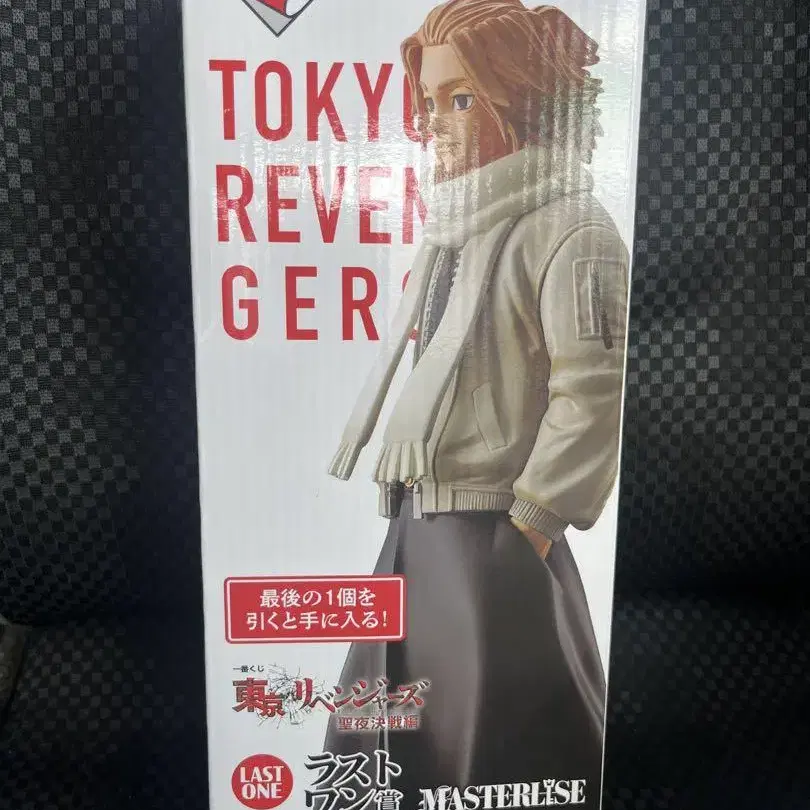 TOKYO
REVEN
GERS
最後の1個を
引くと手に入る!
一番くじ
東京リベンジャーズ
聖夜決戦編
LAST
ONE
ラスト
ワン賞
MASTERLISE